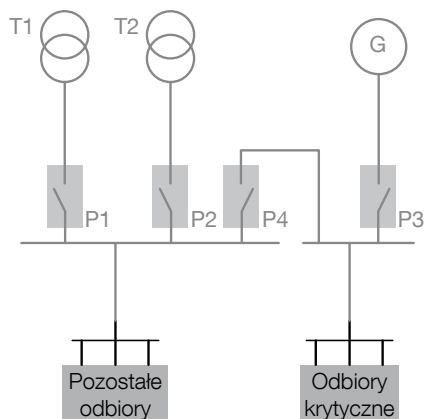 T1
T2
G
P1
P2
P4
P3
Pozostałe
odbiory
Odbiory
krytyczne